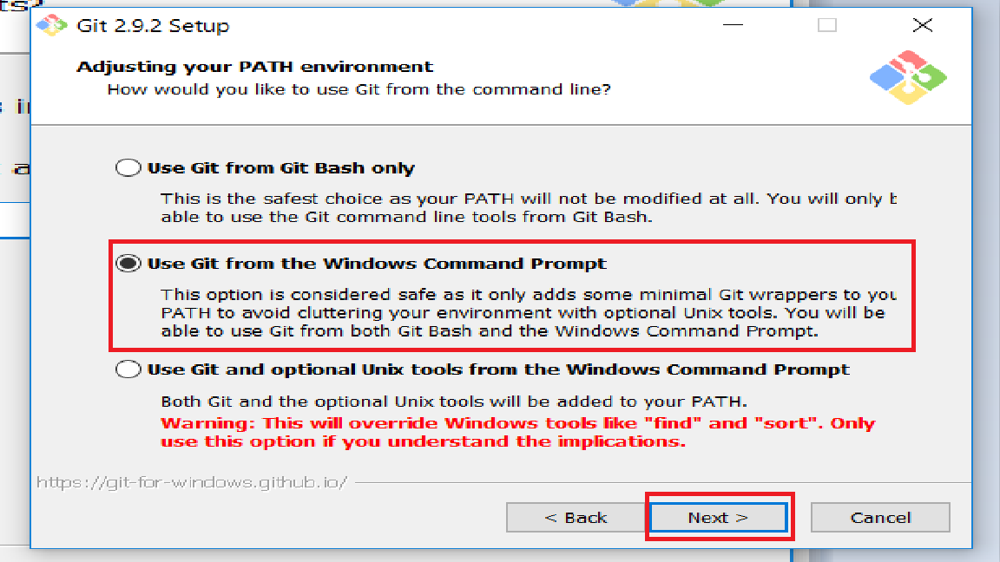 ts?
Git 2.9.2 Setup
Adjusting your PATH environment
How would you like to use Git from the command line?
Use Git from Git Bash only
This is the safest choice as your PATH will not be modified at all. You will only
able to use the Git command line tools from Git Bash.
Use Git from the Windows Command Prompt
This option is considered safe as it only adds some minimal Git wrappers to you
PATH to avoid cluttering your environment with optional Unix tools. You will be
able to use Git from both Git Bash and the Windows Command Prompt.
Use Git and optional Unix tools from the Windows Command Prompt
Both Git and the optional Unix tools will be added to your PATH.
Warning: This will override Windows tools like "find" and "sort". Only
use this option if you understand the implications.
https://git-for-windows.github.io/
< Back
Next >
Cancel